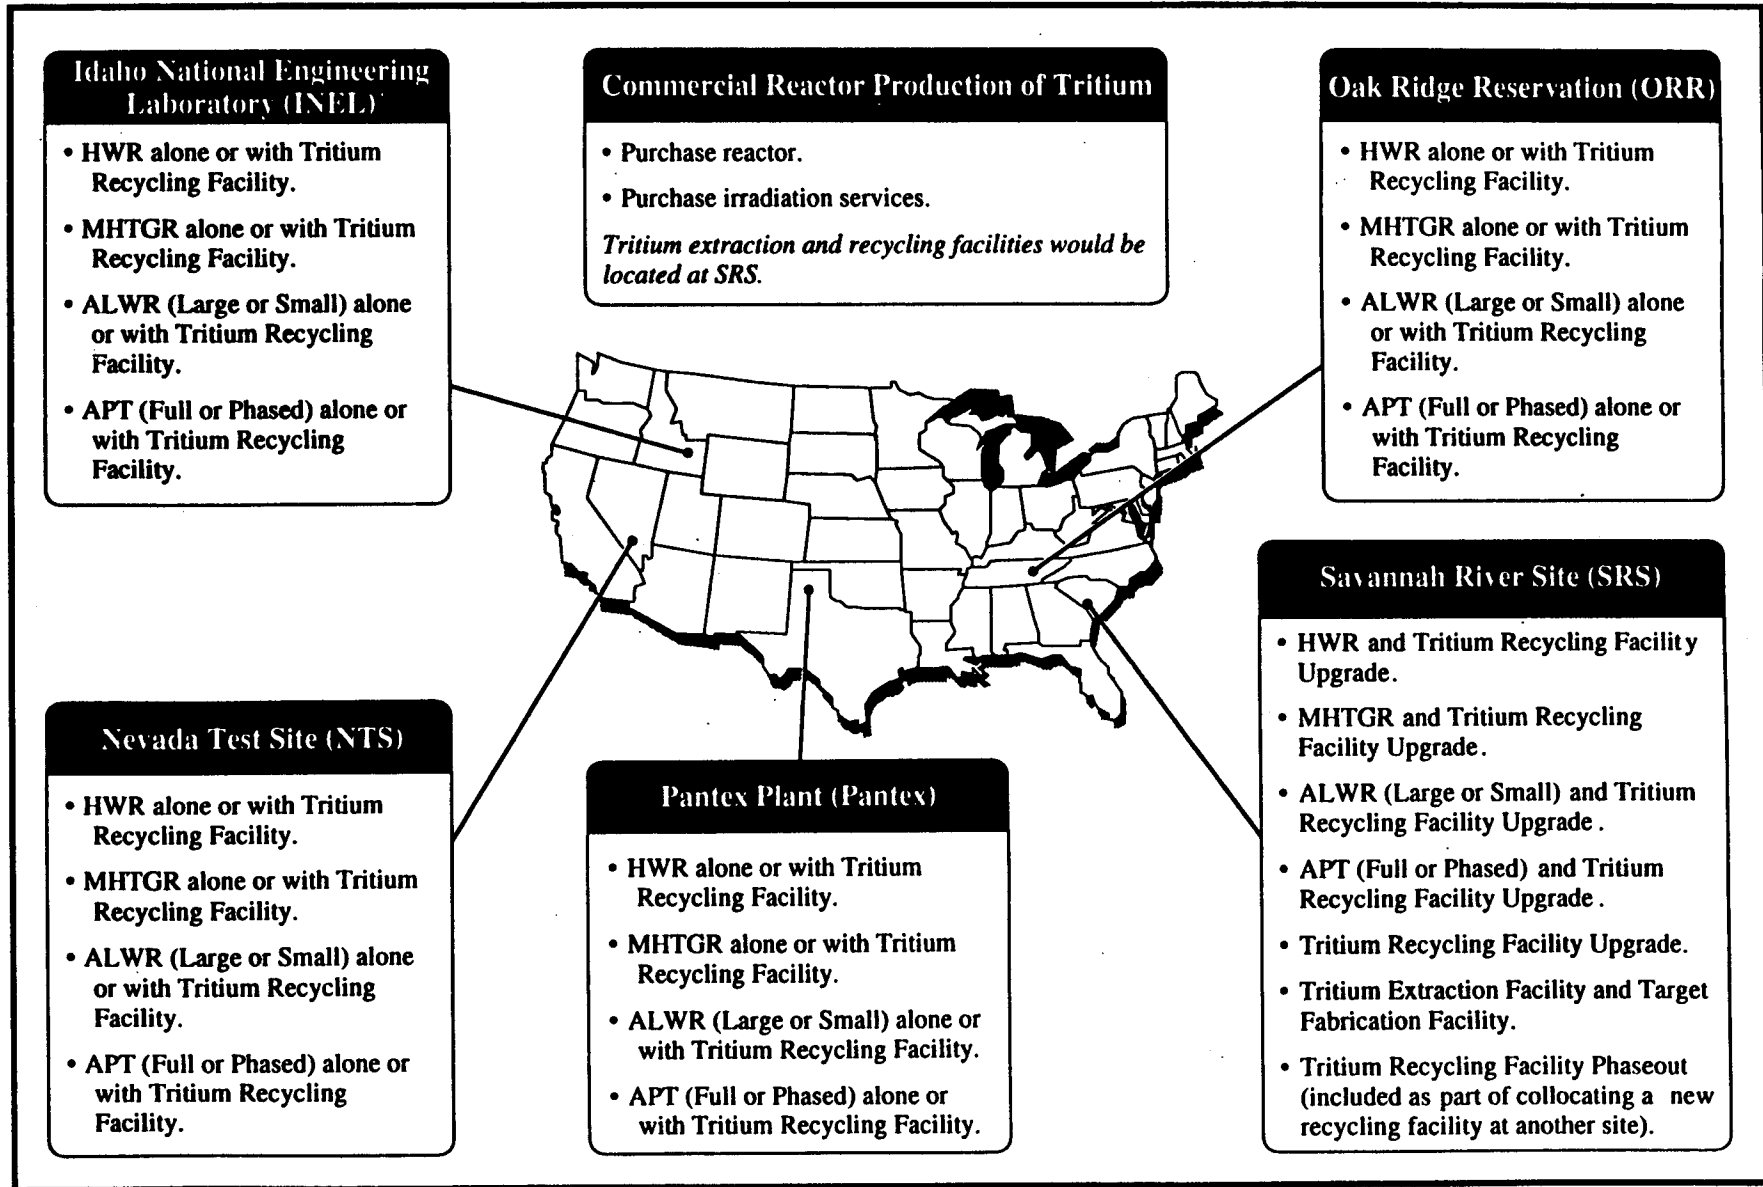 Idaho National Engineering
Laboratory (INEL)
• HWR alone or with Tritium
Recycling Facility.
• MHTGR alone or with Tritium
Recycling Facility.
• ALWR (Large or Small) alone
or with Tritium Recycling
Facility.
• APT (Full or Phased) alone or
with Tritium Recycling
Facility.
Commercial Reactor Production of Tritium
• Purchase reactor.
• Purchase irradiation services.
Tritium extraction and recycling facilities would be
located at SRS.
Oak Ridge Reservation (ORR)
• HWR alone or with Tritium
Recycling Facility.
• MHTGR alone or with Tritium
Recycling Facility.
• ALWR (Large or Small) alone
or with Tritium Recycling
Facility.
• APT (Full or Phased) alone or
with Tritium Recycling
Facility.
Nevada Test Site (NTS)
• HWR alone or with Tritium
Recycling Facility.
• MHTGR alone or with Tritium
Recycling Facility.
• ALWR (Large or Small) alone
or with Tritium Recycling
Facility.
• APT (Full or Phased) alone or
with Tritium Recycling
Facility.
Pantex Plant (Pantex)
• HWR alone or with Tritium
Recycling Facility.
• MHTGR alone or with Tritium
Recycling Facility.
• ALWR (Large or Small) alone or
with Tritium Recycling Facility.
• APT (Full or Phased) alone or
with Tritium Recycling Facility.
Savannah River Site (SRS)
• HWR and Tritium Recycling Facility
Upgrade.
• MHTGR and Tritium Recycling
Facility Upgrade.
• ALWR (Large or Small) and Tritium
Recycling Facility Upgrade.
• APT (Full or Phased) and Tritium
Recycling Facility Upgrade.
• Tritium Recycling Facility Upgrade.
• Tritium Extraction Facility and Target
Fabrication Facility.
• Tritium Recycling Facility Phaseout
(included as part of collocating a new
recycling facility at another site).